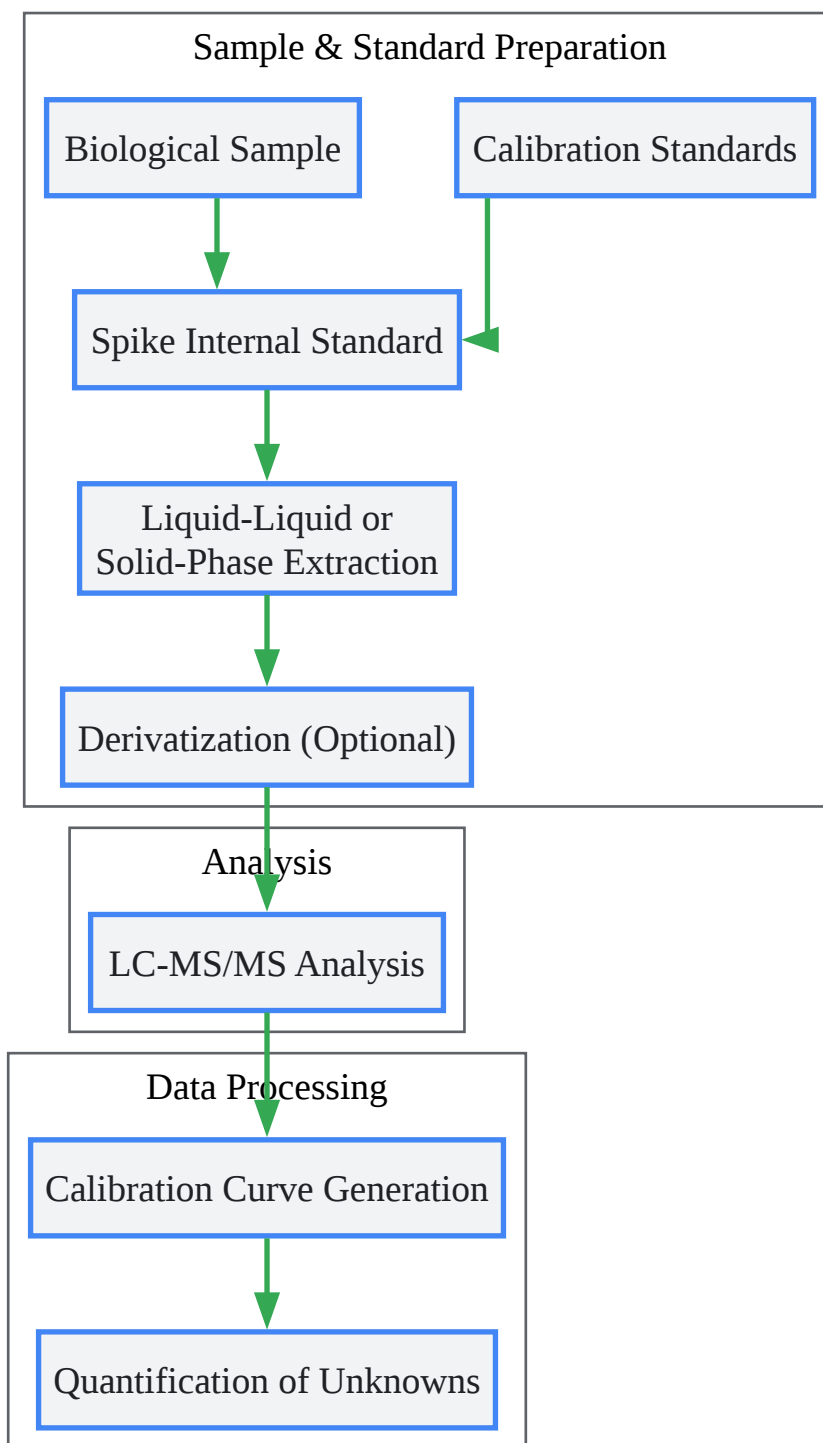 Sample & Standard Preparation
Biological Sample
Calibration Standards
Spike Internal Standard
Liquid-Liquid or
Solid-Phase Extraction
Derivatization (Optional)
Analysis
LC-MS/MS Analysis
Data Processing
Calibration Curve Generation
Quantification of Unknowns